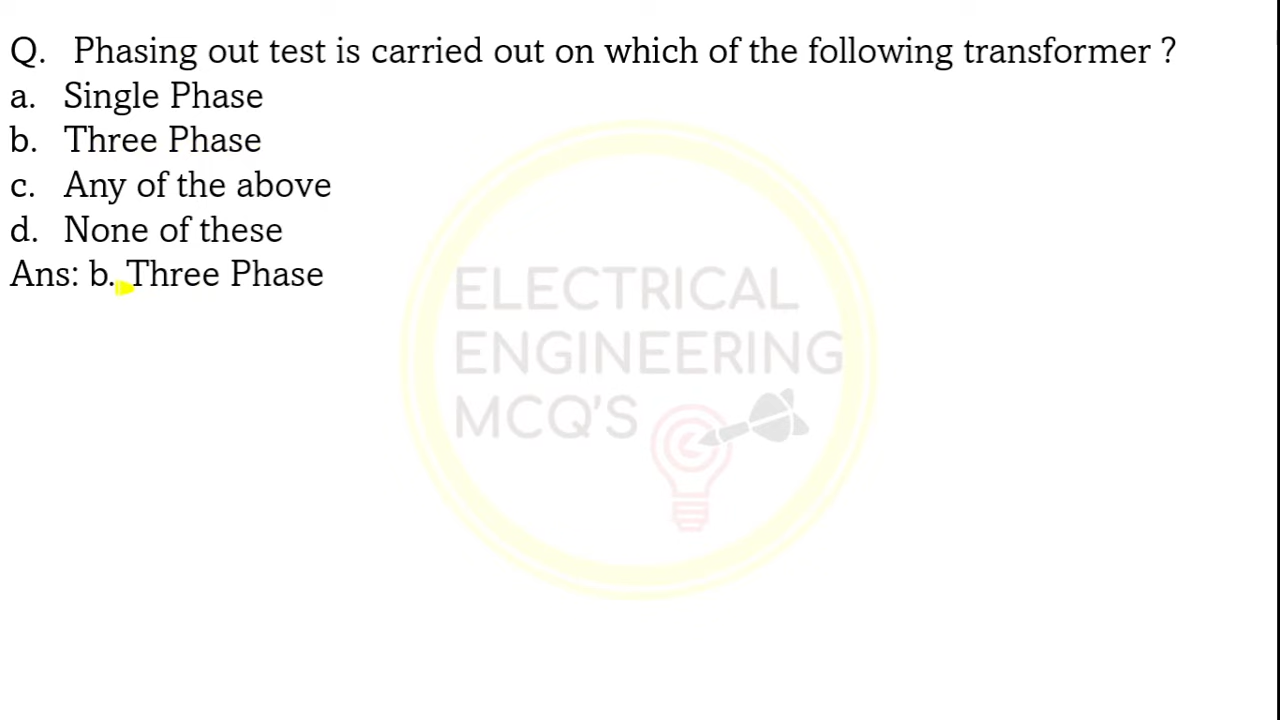 Q. Phasing out test is carried out on which of the following transformer ?
a. Single Phase
b. Three Phase
c. Any of the above
d. None of these
Ans: b. Three Phase
ELECTRICAL
ENGINEERING
MCQ'S